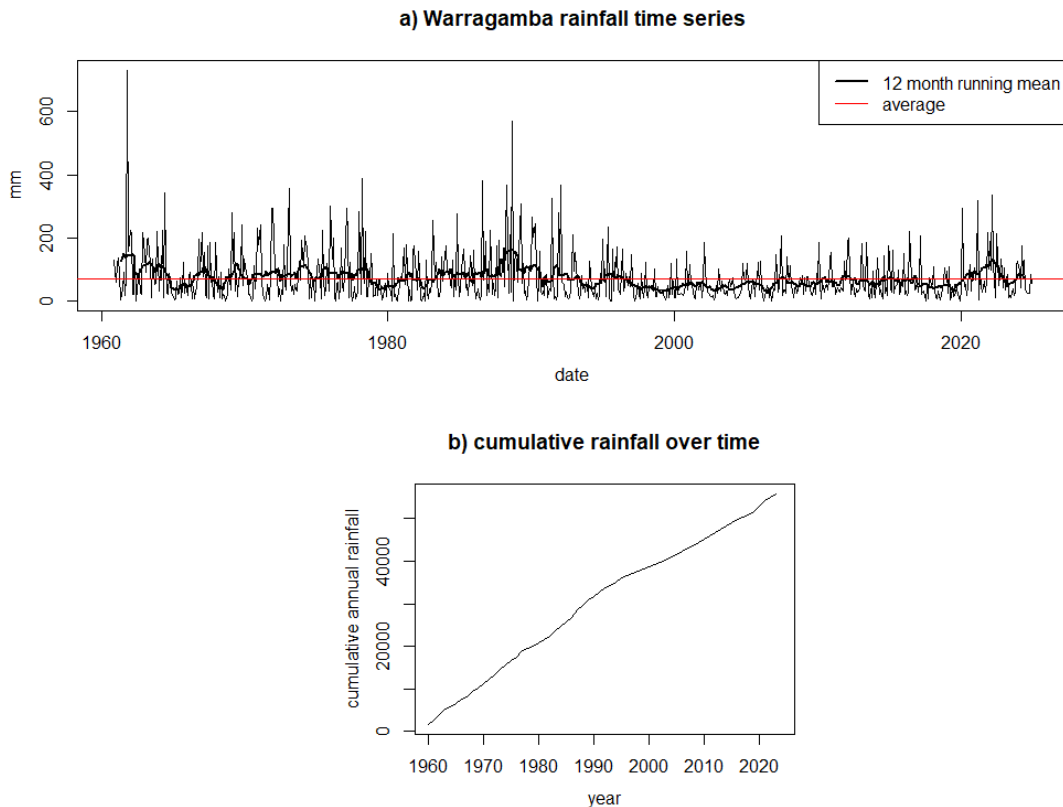 a) Warragamba rainfall time series
12 month running mean
average
mm
600
400
200
0
1960
1980
2000
2020
date
b) cumulative rainfall over time
cumulative annual rainfall
40000
20000
0
1960 1970 1980 1990 2000 2010 2020
year